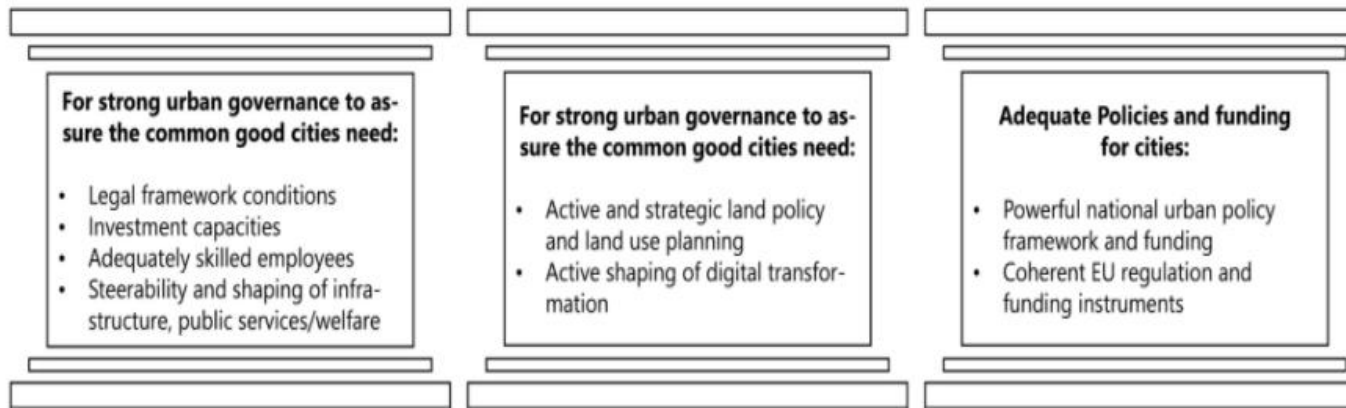 For strong urban governance to as-
sure the common good cities need:
• Legal framework conditions
• Investment capacities
• Adequately skilled employees
• Steerability and shaping of infra-
structure, public services/welfare
For strong urban governance to as-
sure the common good cities need:
• Active and strategic land policy
and land use planning
• Active shaping of digital transfor-
mation
Adequate Policies and funding
for cities:
• Powerful national urban policy
framework and funding
• Coherent EU regulation and
funding instruments